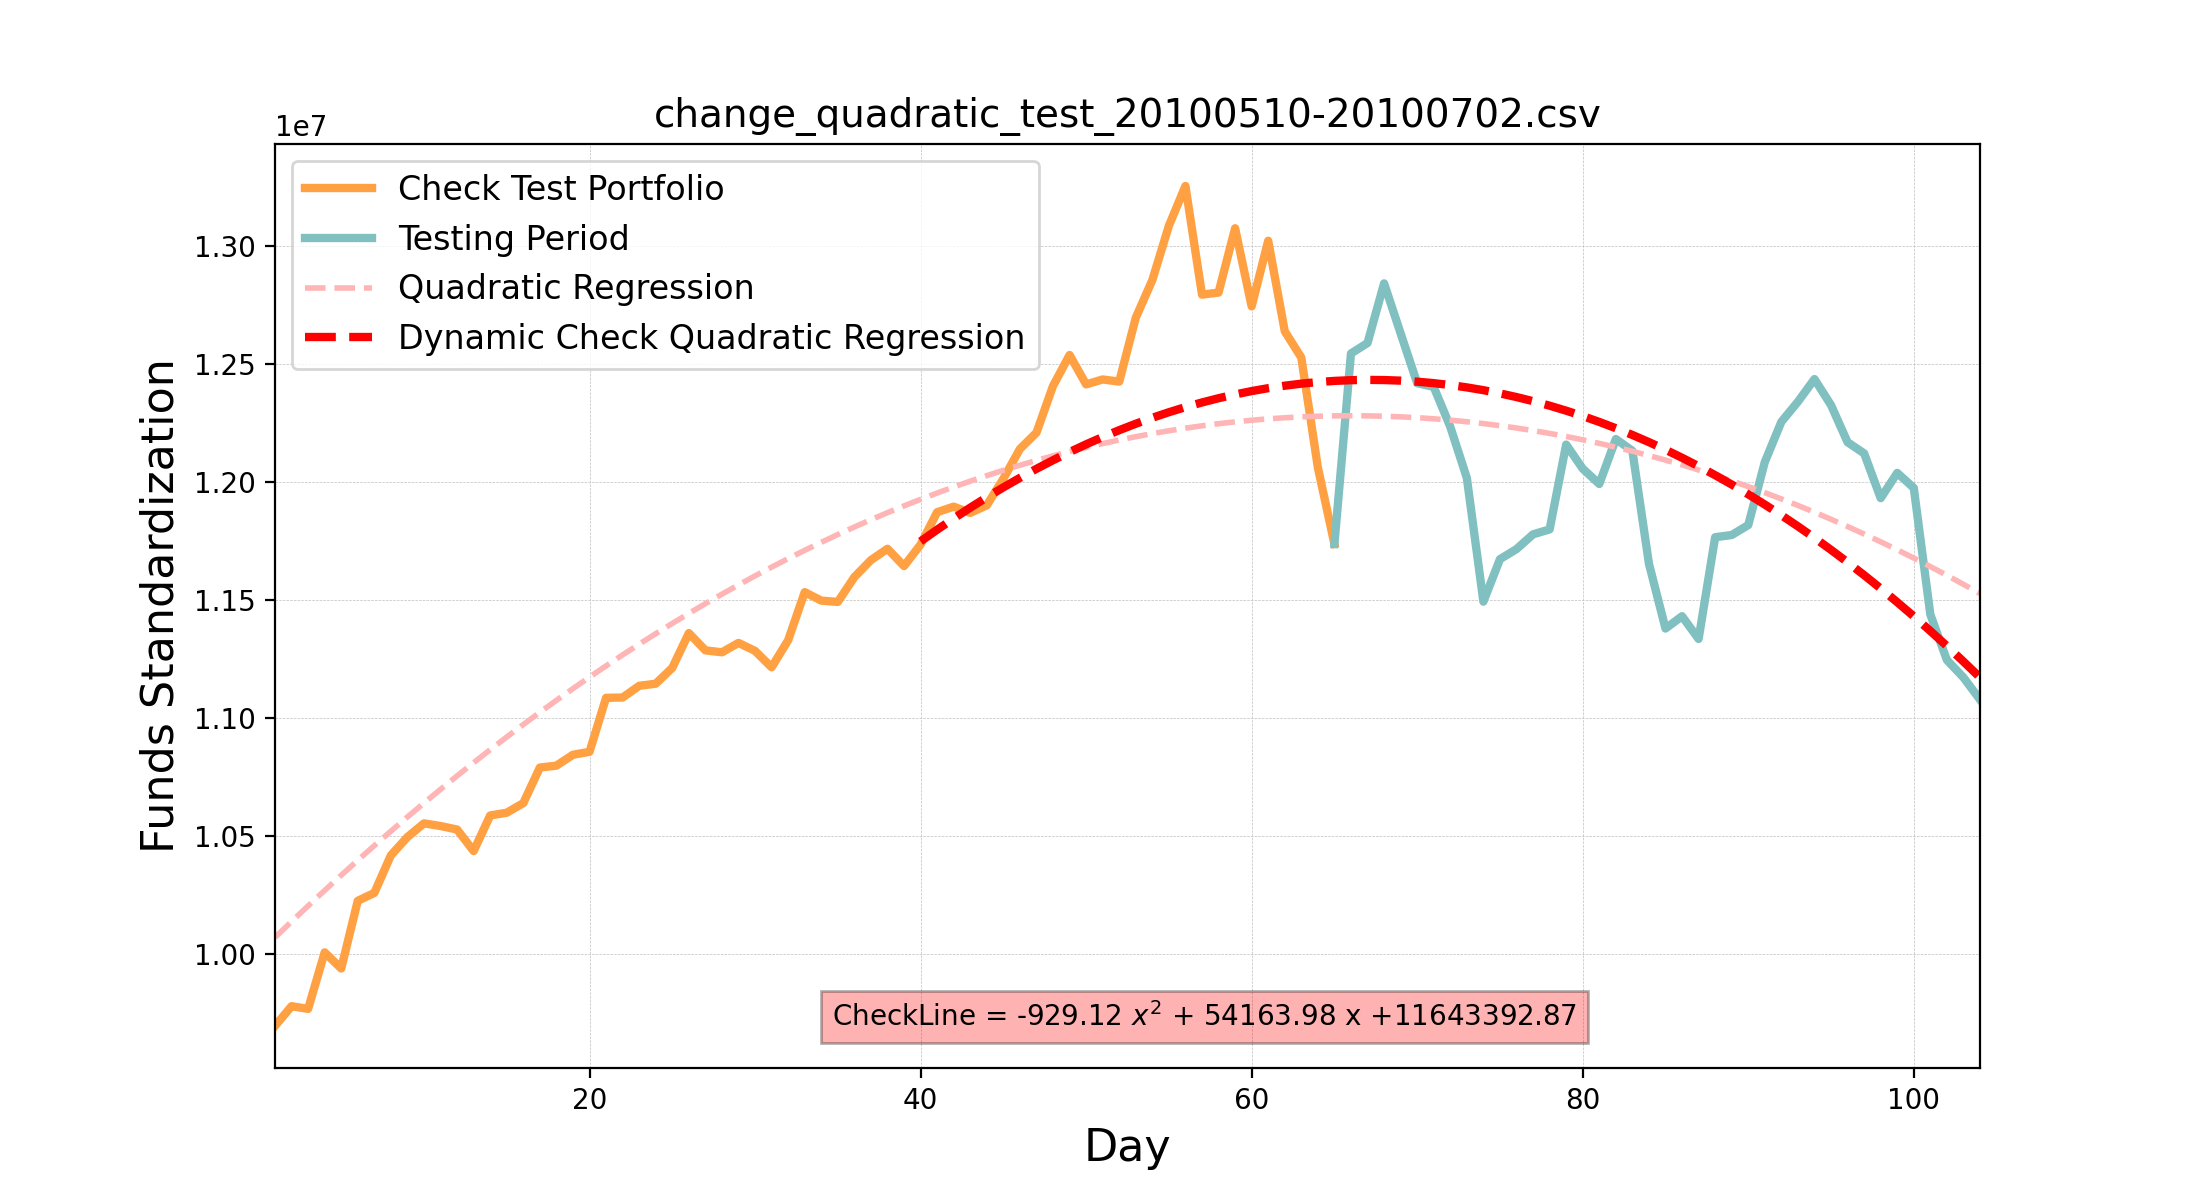 change_quadratic_test_20100510-20100702.csv
1e7
Check Test Portfolio
Testing Period
Quadratic Regression
Dynamic Check Quadratic Regression
1.30
1.25
1.20
1.15
1.10
1.05
1.00
Funds Standardization
CheckLine = -929.12 x² + 54163.98 x +11643392.87
20 40 60 80 100
Day